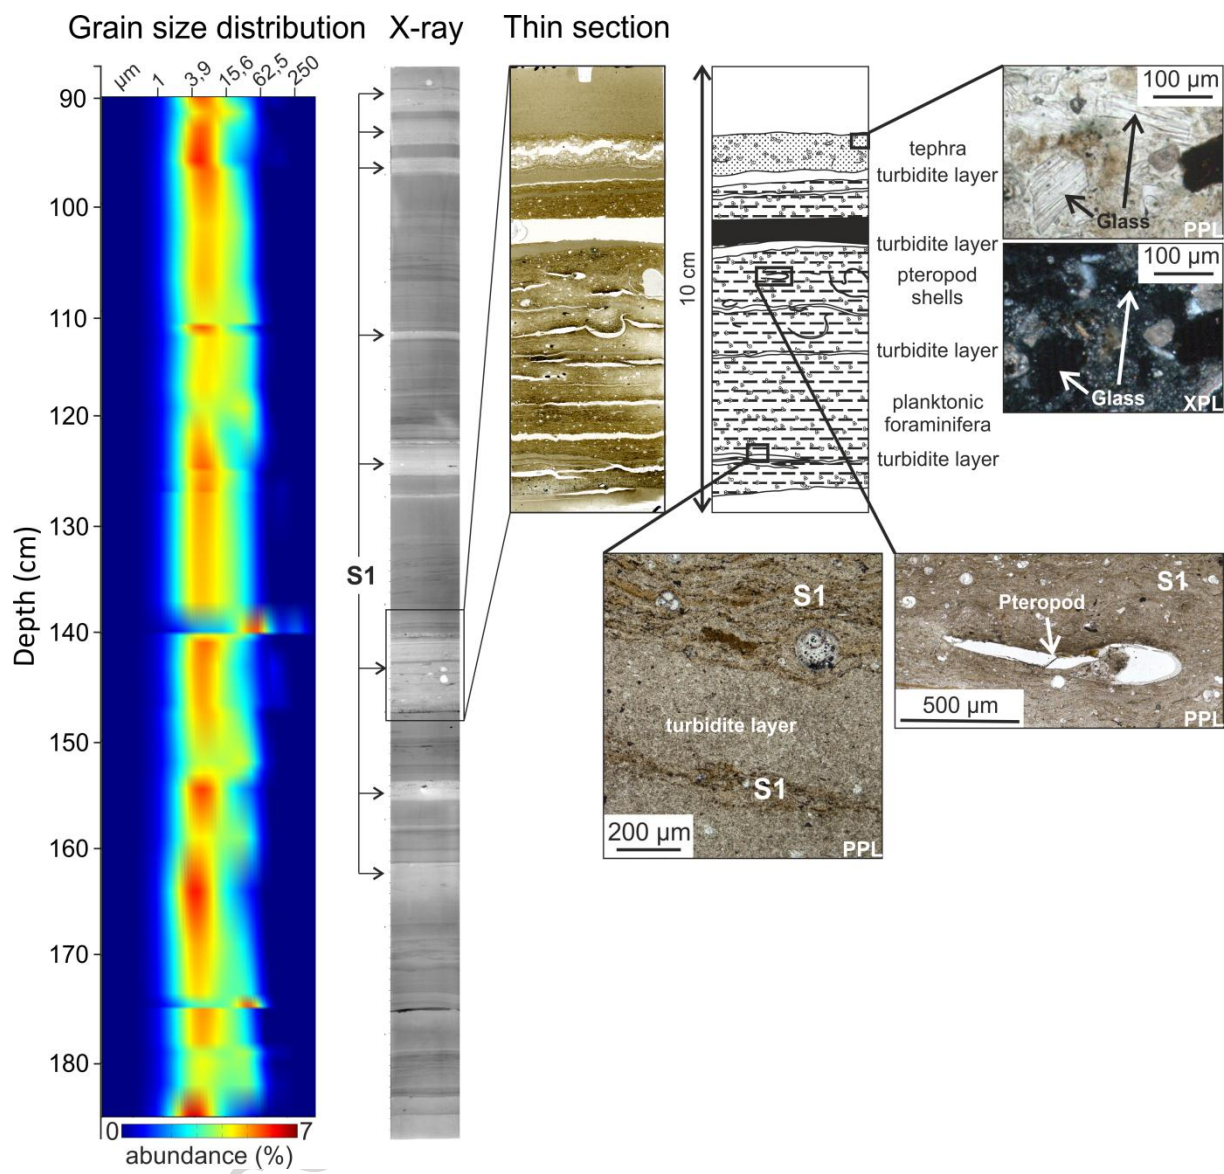 Grain size distribution
X-ray
Thin section
µm 1 3,9 15,6 62,5 250
90
100
110
120
130
140
150
160
170
180
Depth (cm)
0 7
abundance (%)
S1
10 cm
tephra
turbidite layer
turbidite layer
pteropod
shells
turbidite layer
planktonic
foraminifera
turbidite layer
100 µm
Glass
PPL
100 µm
Glass
XPL
S1
turbidite layer
S1
200 µm
PPL
S1
Pteropod
500 µm
PPL